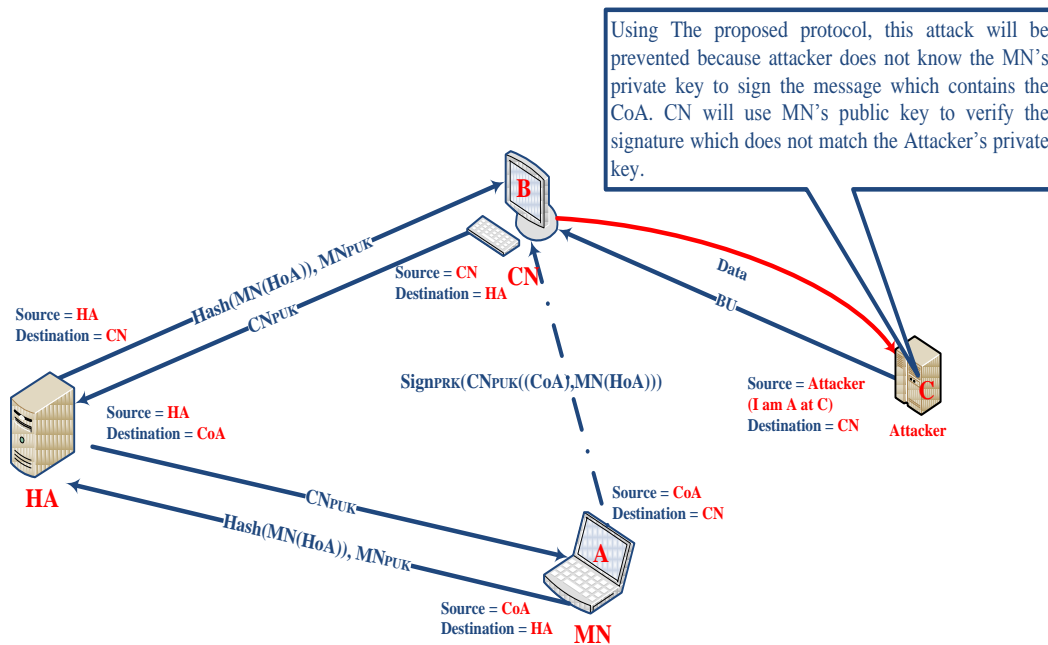 Using The proposed protocol, this attack will be
prevented because attacker does not know the MN's
private key to sign the message which contains the
CoA. CN will use MN's public key to verify the
signature which does not match the Attacker's private
key.
B
CN
Hash(MN(HoA)), MNPUK
CNPUK
Source = CN
Destination = HA
Source = HA
Destination = CN
Data
BU
SignPRK(CNPUK((CoA),MN(HoA)))
Source = Attacker
(I am A at C)
Destination = CN
C
Attacker
Source = HA
Destination = CoA
HA
CNPUK
Hash(MN(HoA)), MNPUK
Source = CoA
Destination = CN
A
Source = CoA
Destination = HA
MN